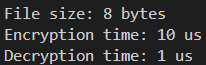 File size: 8 bytes
Encryption time: 10 us
Decryption time: 1 us